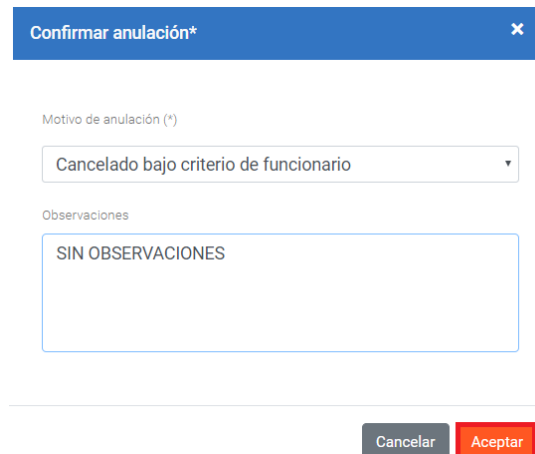 Confirmar anulación*
×
Motivo de anulación (*)
Cancelado bajo criterio de funcionario
Observaciones
SIN OBSERVACIONES
Cancelar Aceptar